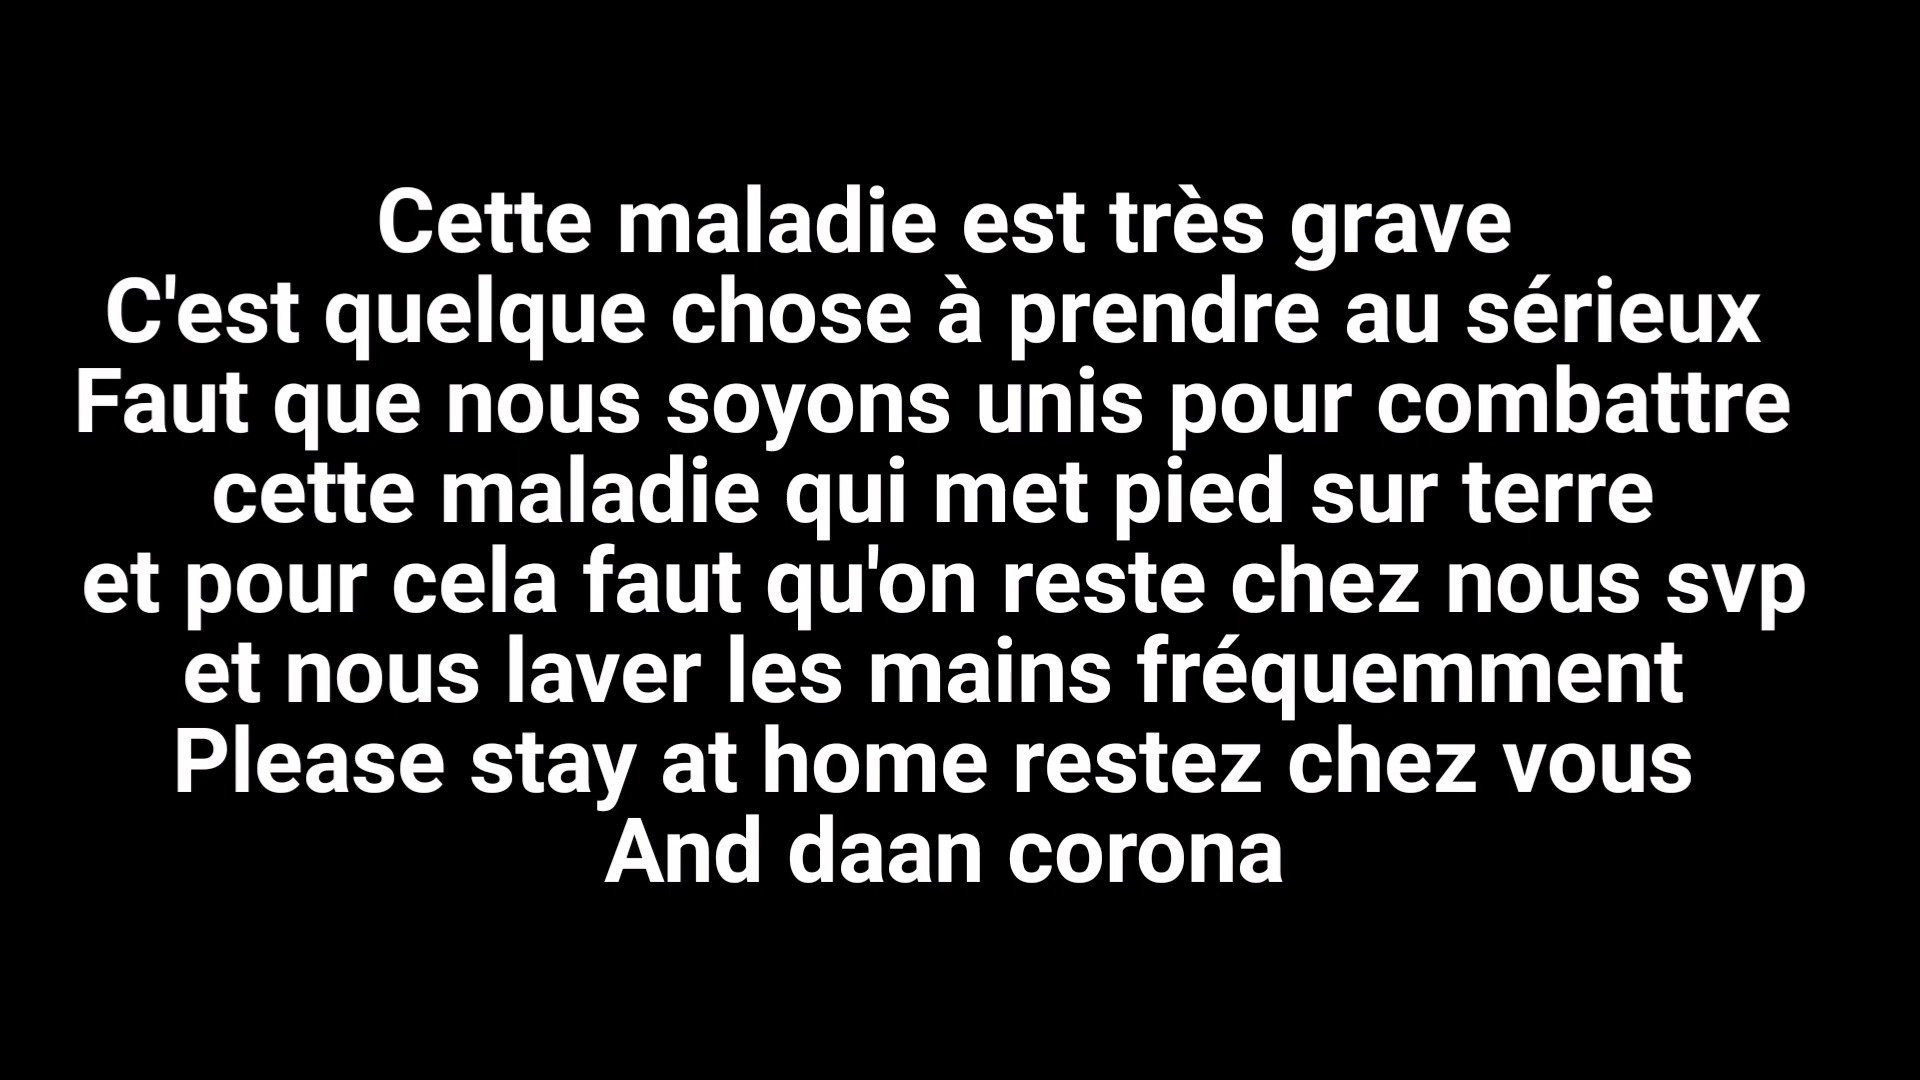 Cette maladie est très grave
C'est quelque chose à prendre au sérieux
Faut que nous soyons unis pour combattre
cette maladie qui met pied sur terre
et pour cela faut qu'on reste chez nous svp
et nous laver les mains fréquemment
Please stay at home restez chez vous
And daan corona